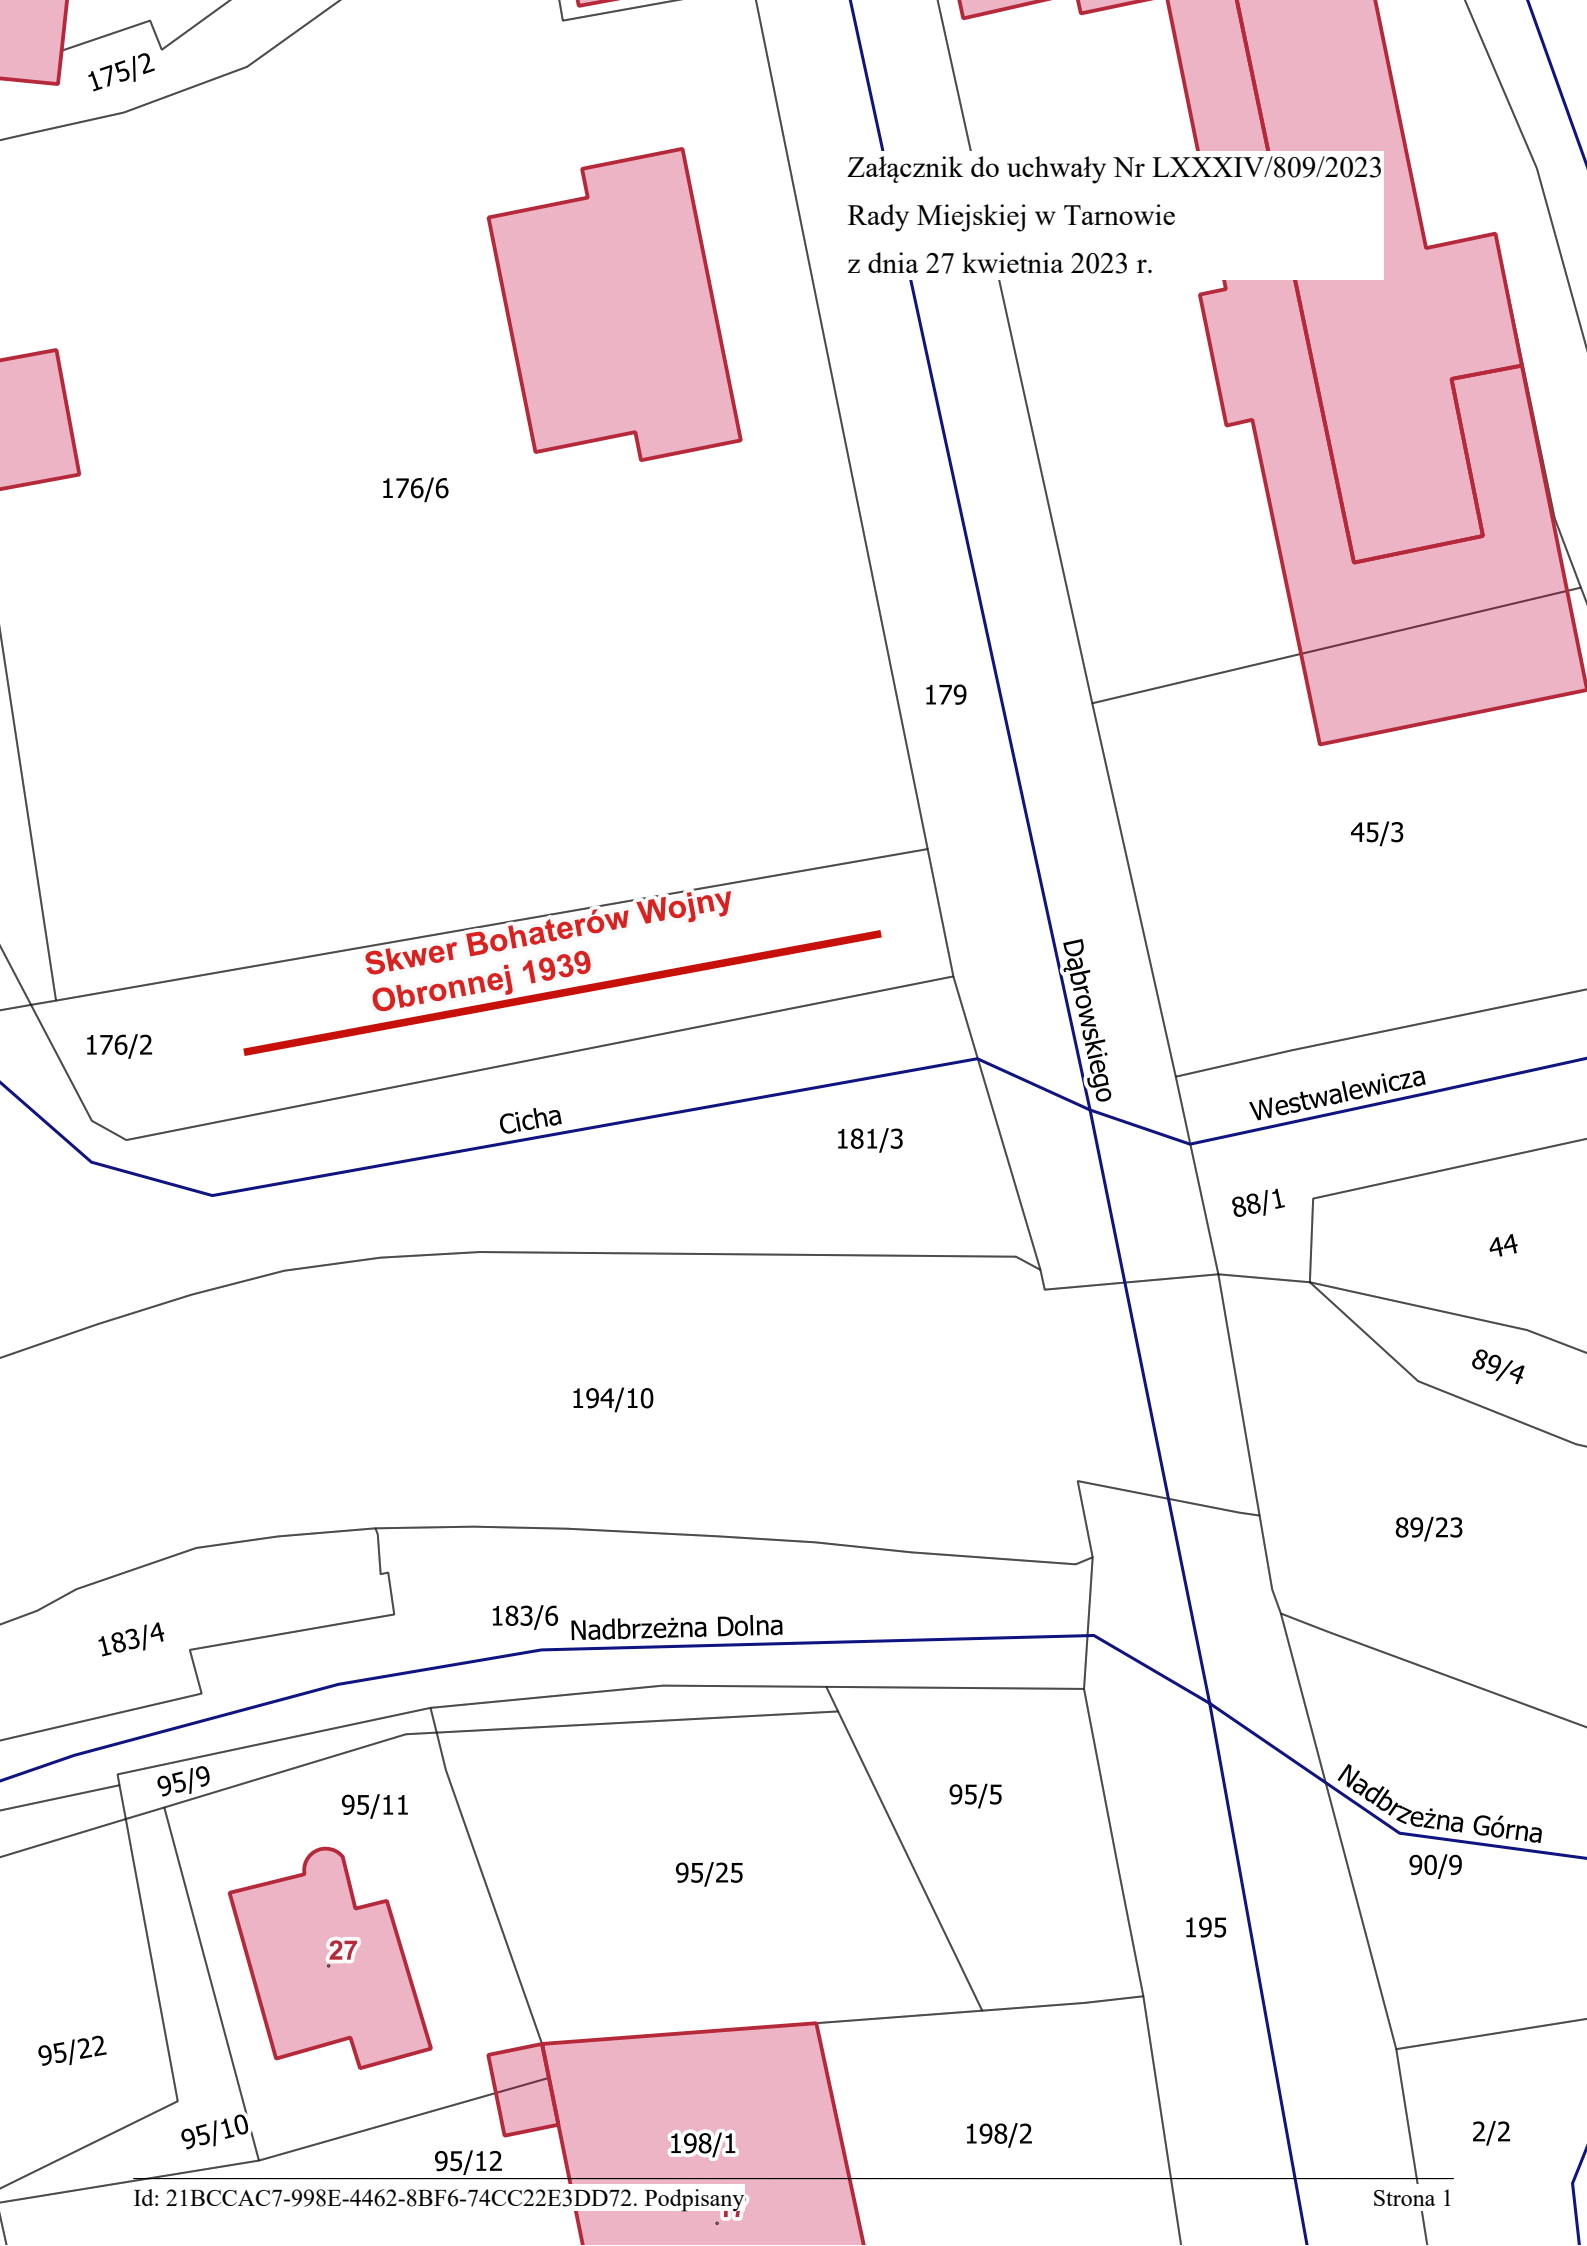 175/2
Załącznik do uchwały Nr LXXXIV/809/2023
Rady Miejskiej w Tarnowie
z dnia 27 kwietnia 2023 r.
176/6
179
45/3
Skwer Bohaterów Wojny
Obronnej 1939
Dąbrowskiego
176/2
Cicha
Westwalewicza
181/3
88/1
44
89/4
194/10
89/23
183/4
183/6
Nadbrzeżna Dolna
95/9
95/11
95/5
Nadbrzeżna Górna
95/25
90/9
195
27
95/22
95/10
95/12
198/1
198/2
2/2
Id: 21BCCAC7-998E-4462-8BF6-74CC22E3DD72. Podpisany
Strona 1